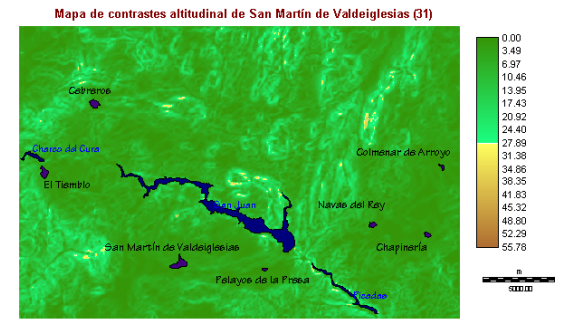 Mapa de contrastes altitudinal de San Martín de Valdeiglesias (31)
Cebreros
Charco del Cura
El Tiemblo
Colmenar de Arroyo
San Juan
Navas del Rey
San Martín de Valdeiglesias
Chapinería
Pelayos de la Presa
Picadas
0.00
3.49
6.97
10.46
13.95
17.43
20.92
24.40
27.89
31.38
34.86
38.35
41.83
45.32
48.80
52.29
55.78
m
5000.00